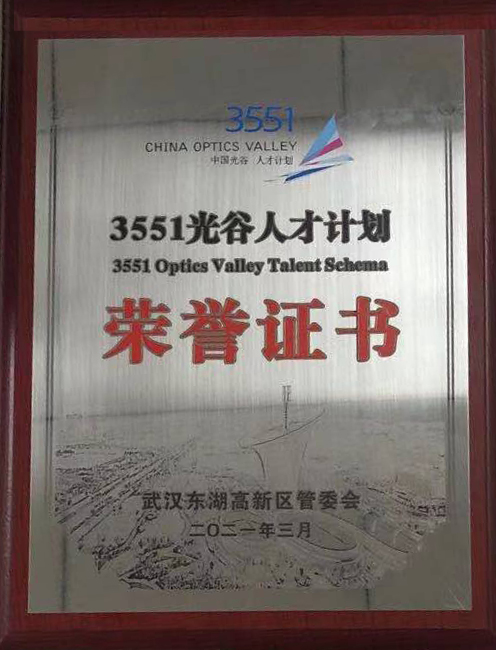 3551
CHINA OPTICS VALLEY
中国光谷 人才计划
3551光谷人才计划
3551 Optics Valley Talent Schema
荣誉证书
武汉东湖高新区管委会
二〇二一年三月